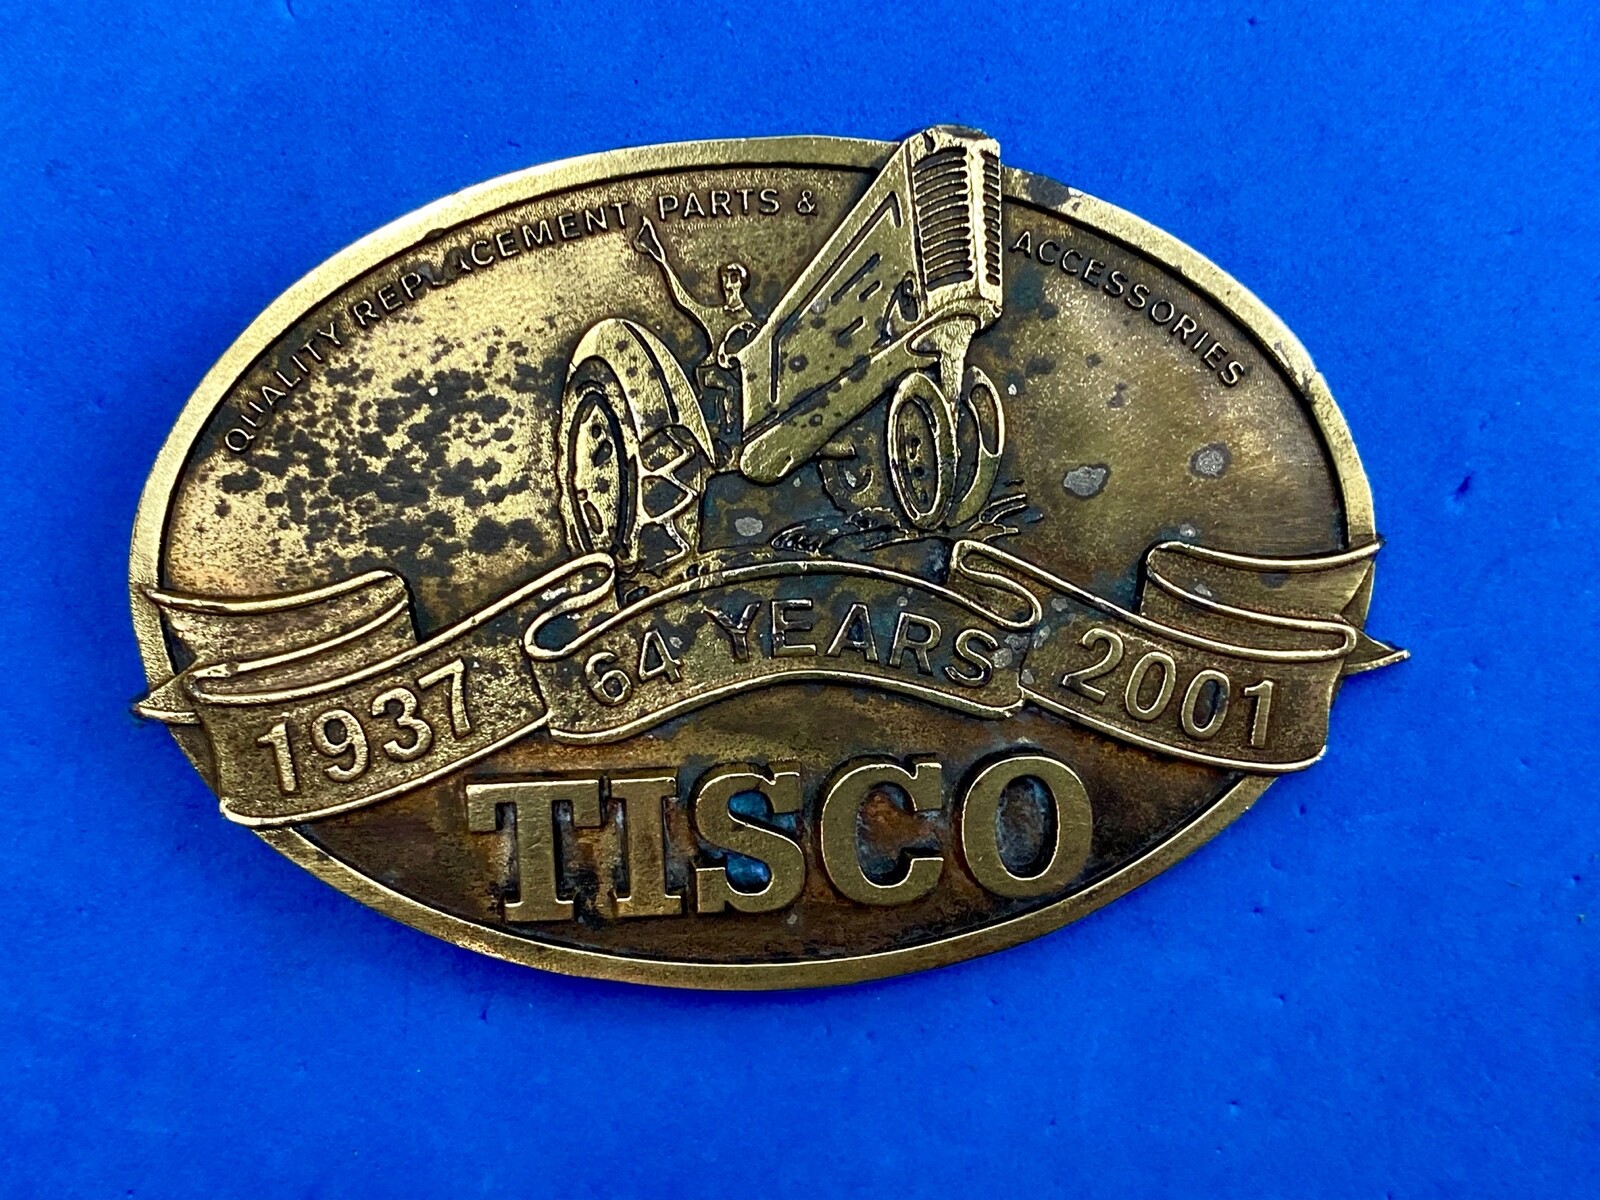 QUALITY REPLACEMENT PARTS & ACCESSORIES
1937 64 YEARS 2001
TISCO